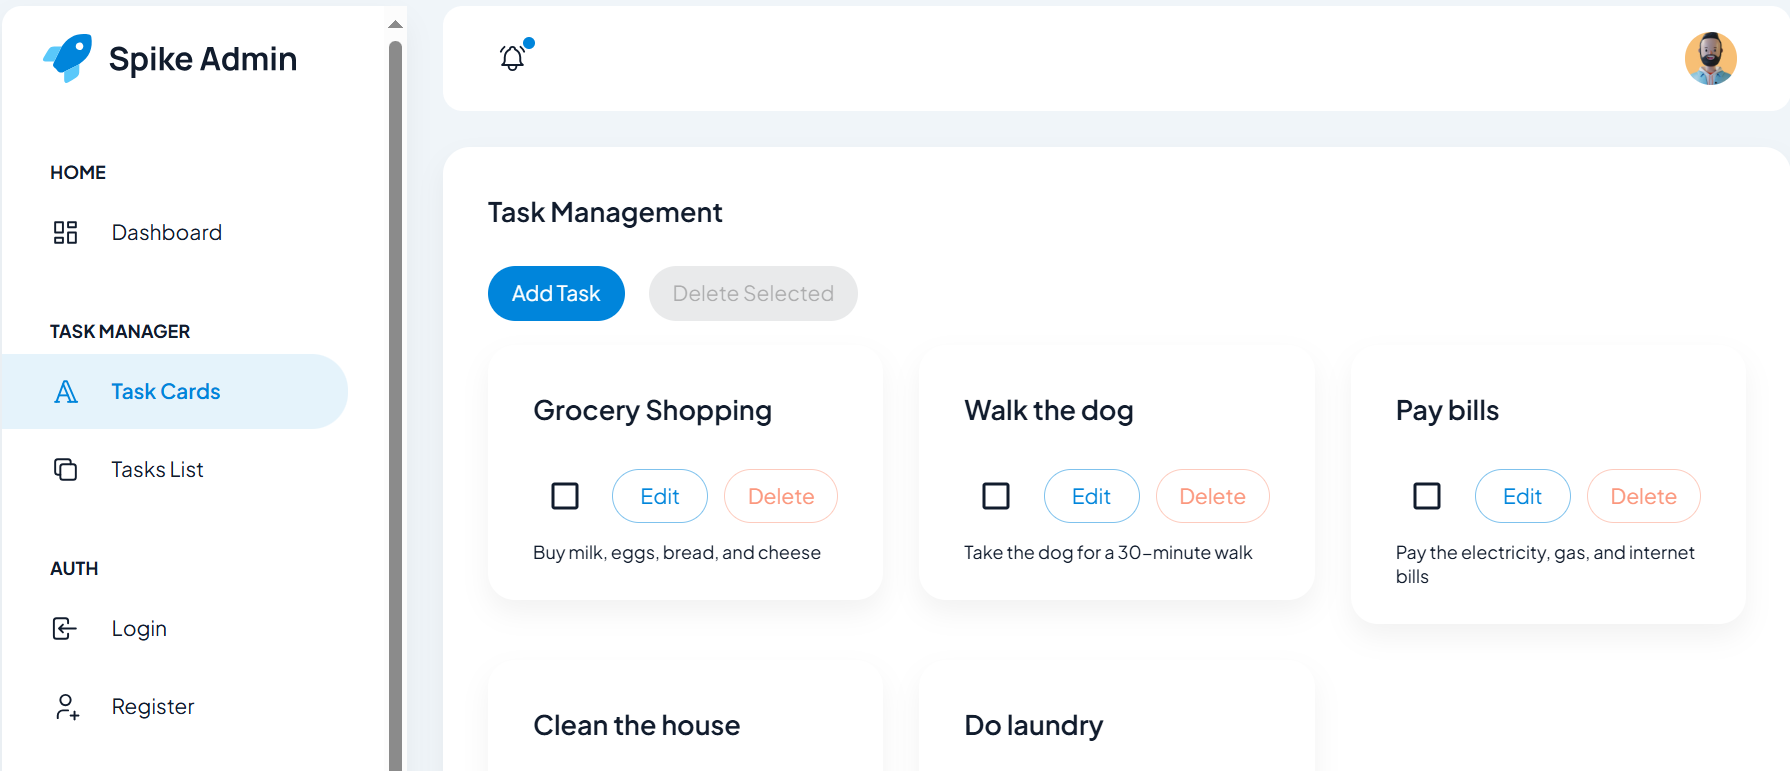 Spike Admin
HOME
Dashboard
TASK MANAGER
Task Cards
Tasks List
AUTH
Login
Register
Task Management
Add Task
Delete Selected
Grocery Shopping
Edit
Delete
Buy milk, eggs, bread, and cheese
Walk the dog
Edit
Delete
Take the dog for a 30-minute walk
Pay bills
Edit
Delete
Pay the electricity, gas, and internet
bills
Clean the house
Do laundry